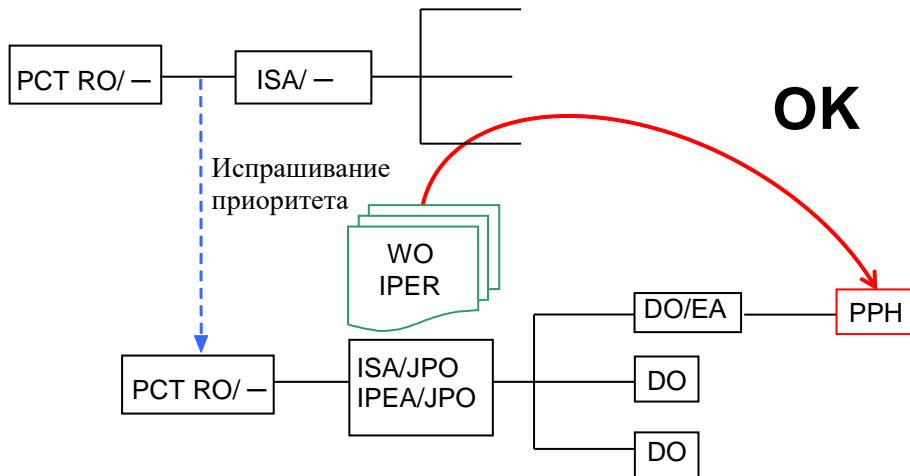 PCT RO/ —
ISA/ —
OK
Испрашивание
приоритета
WO
IPER
DO/EA
PPH
PCT RO/ —
ISA/JPO
IPEA/JPO
DO
DO